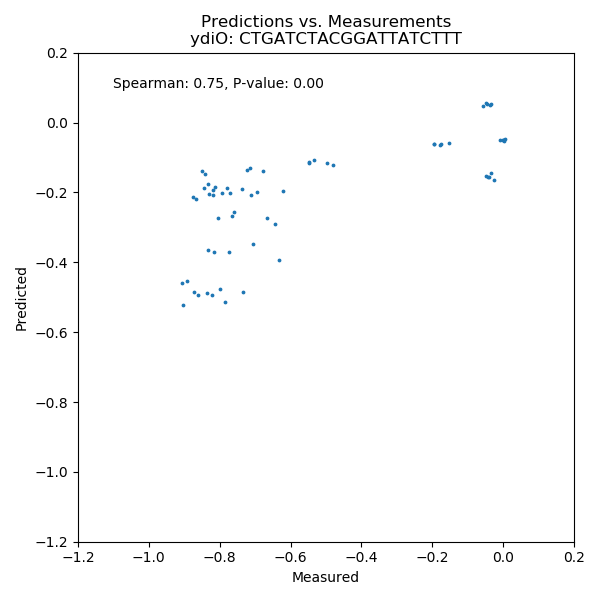 Predictions vs. Measurements
ydiO: CTGATCTACGGATTATCTTT
0.2
Spearman: 0.75, P-value: 0.00
0.0
−0.2
−0.4
Predicted
−0.6
−0.8
−1.0
−1.2
−1.2 −1.0 −0.8 −0.6 −0.4 −0.2 0.0 0.2
Measured